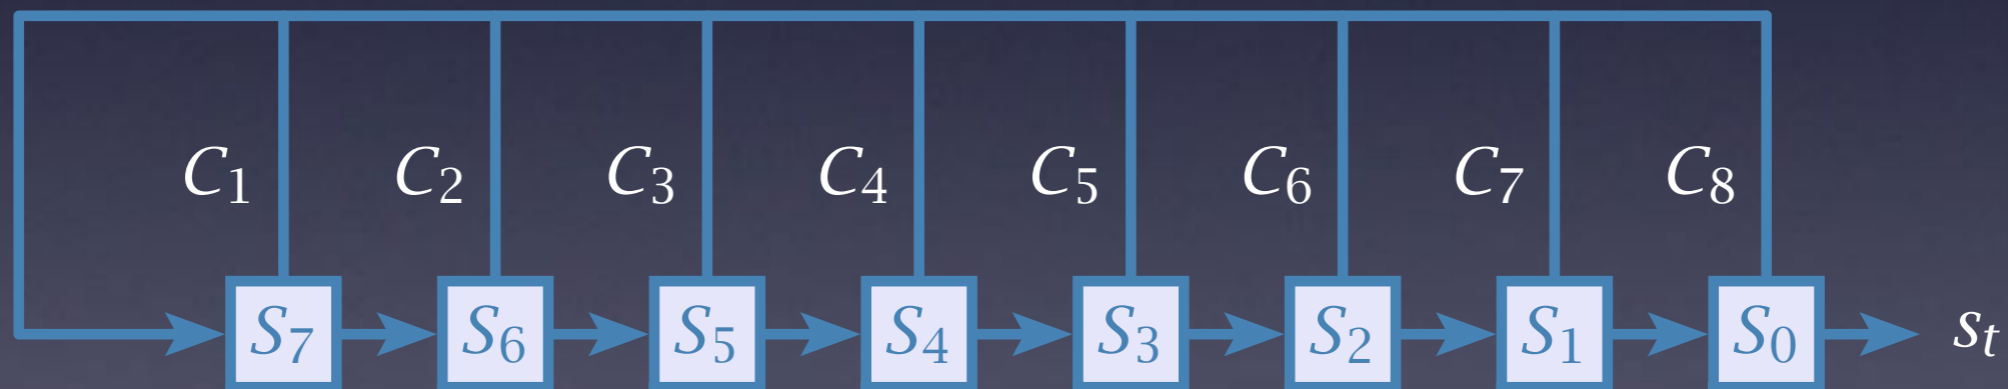 C₁ C₂ C₃ C₄ C₅ C₆ C₇ C₈
S₇ S₆ S₅ S₄ S₃ S₂ S₁ S₀ sₜ